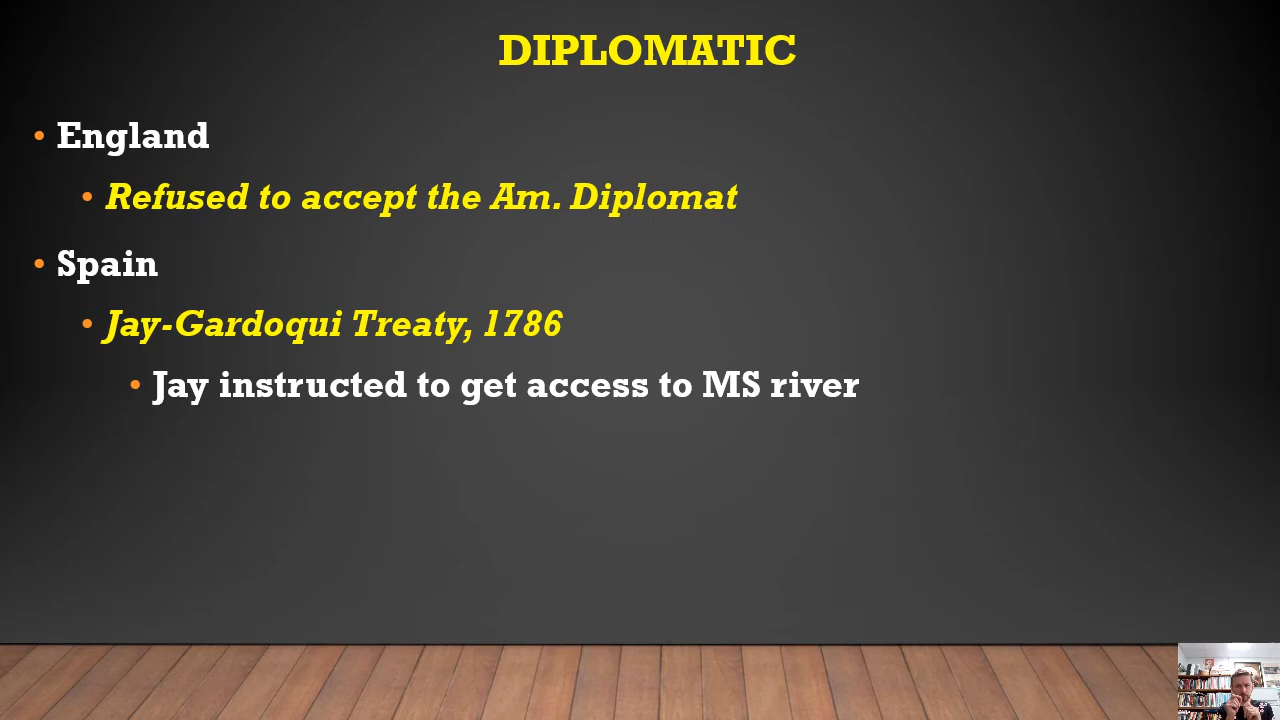 DIPLOMATIC
• England
• Refused to accept the Am. Diplomat
• Spain
• Jay-Gardoqui Treaty, 1786
• Jay instructed to get access to MS river